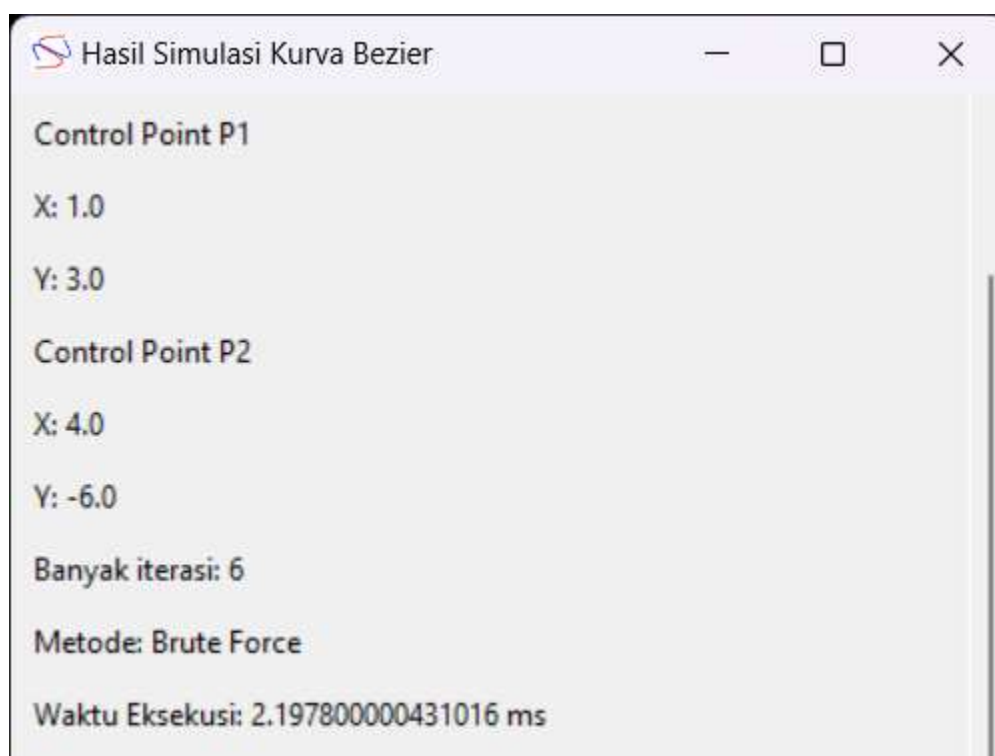 Hasil Simulasi Kurva Bezier
Control Point P1
X: 1.0
Y: 3.0
Control Point P2
X: 4.0
Y: -6.0
Banyak iterasi: 6
Metode: Brute Force
Waktu Eksekusi: 2.197800000431016 ms